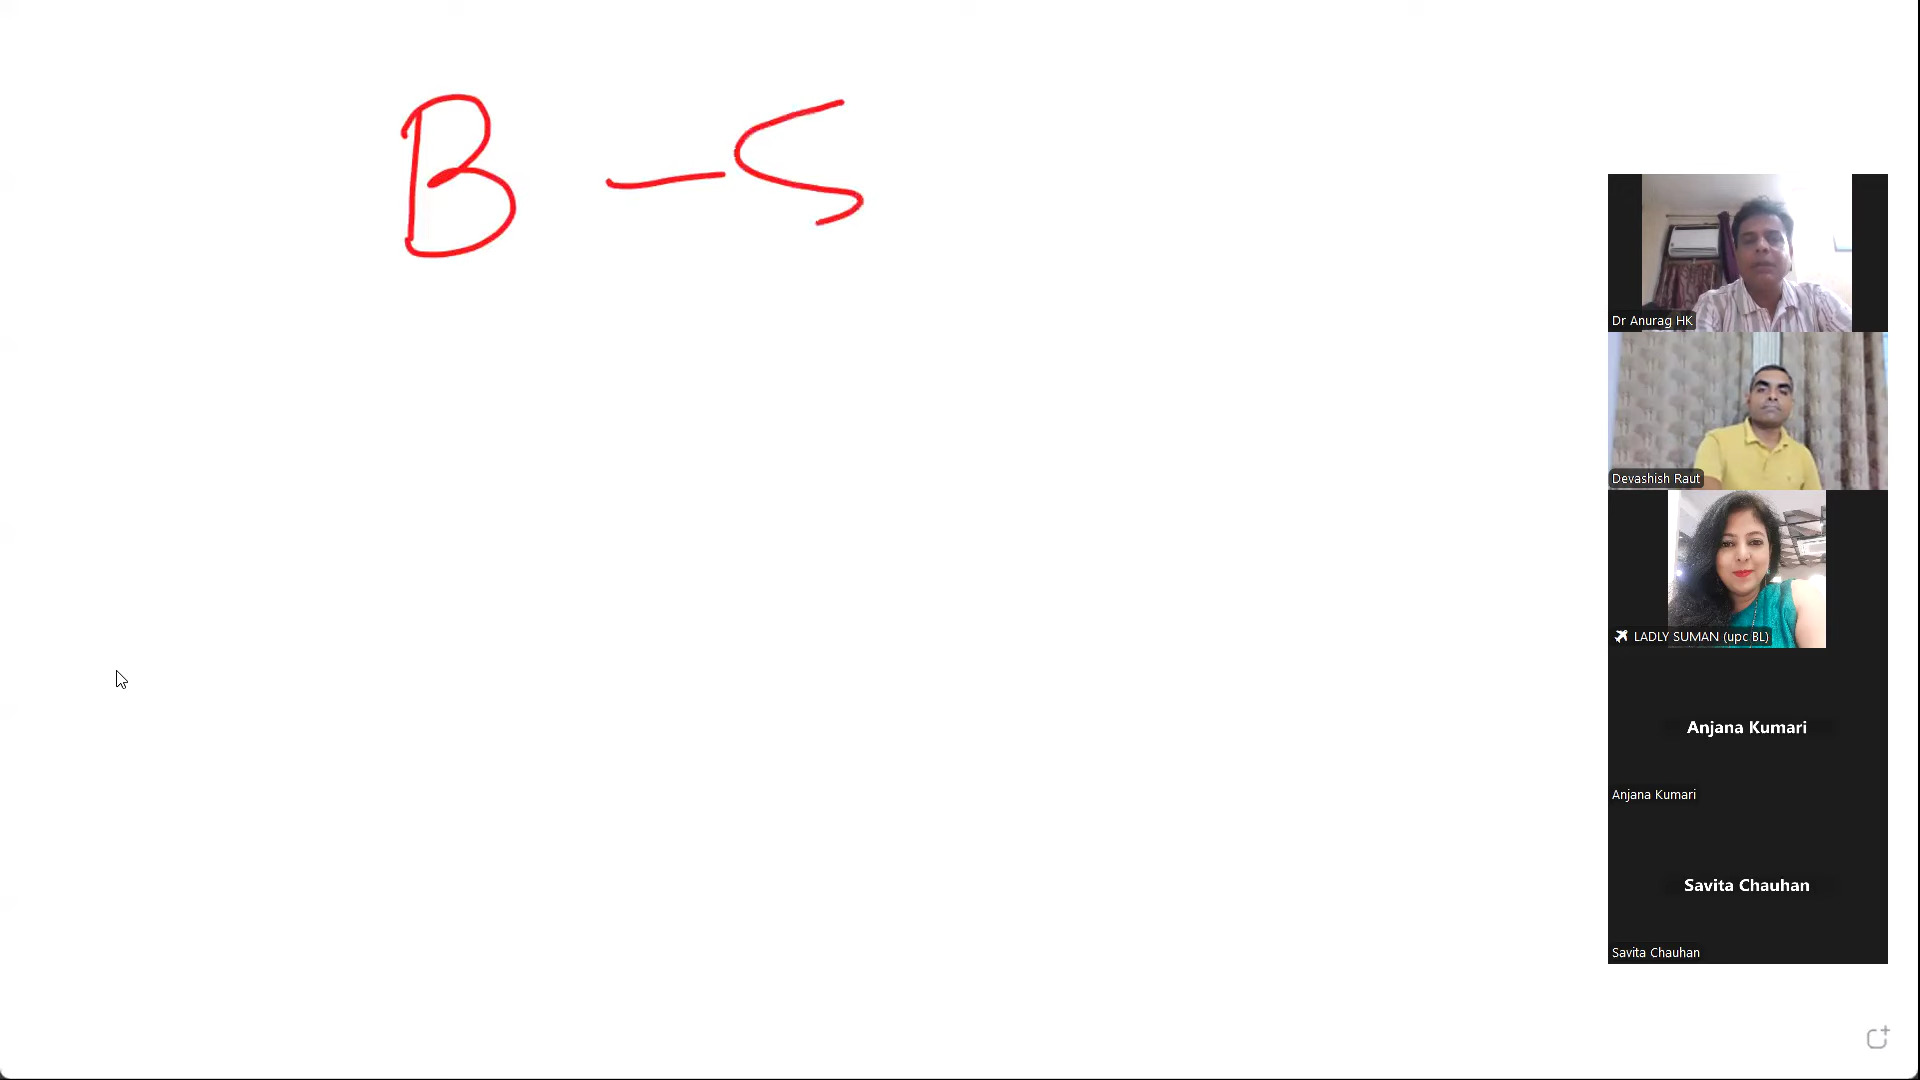 B - S
Dr Anurag HK
Devashish Raut
LADLY SUMAN (upc BL)
Anjana Kumari
Anjana Kumari
Savita Chauhan
Savita Chauhan